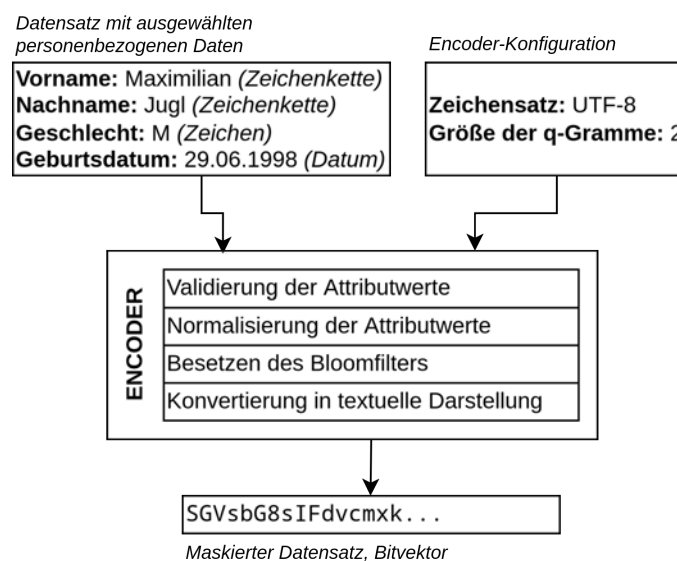 Datensatz mit ausgewählten
personenbezogenen Daten
Vorname: Maximilian (Zeichenkette)
Nachname: Jugl (Zeichenkette)
Geschlecht: M (Zeichen)
Geburtsdatum: 29.06.1998 (Datum)
Encoder-Konfiguration
Zeichensatz: UTF-8
Größe der q-Gramme: 2
ENCODER
Validierung der Attributwerte
Normalisierung der Attributwerte
Besetzen des Bloomfilters
Konvertierung in textuelle Darstellung
SGVsbG8sIFdvcmxk...
Maskierter Datensatz, Bitvektor